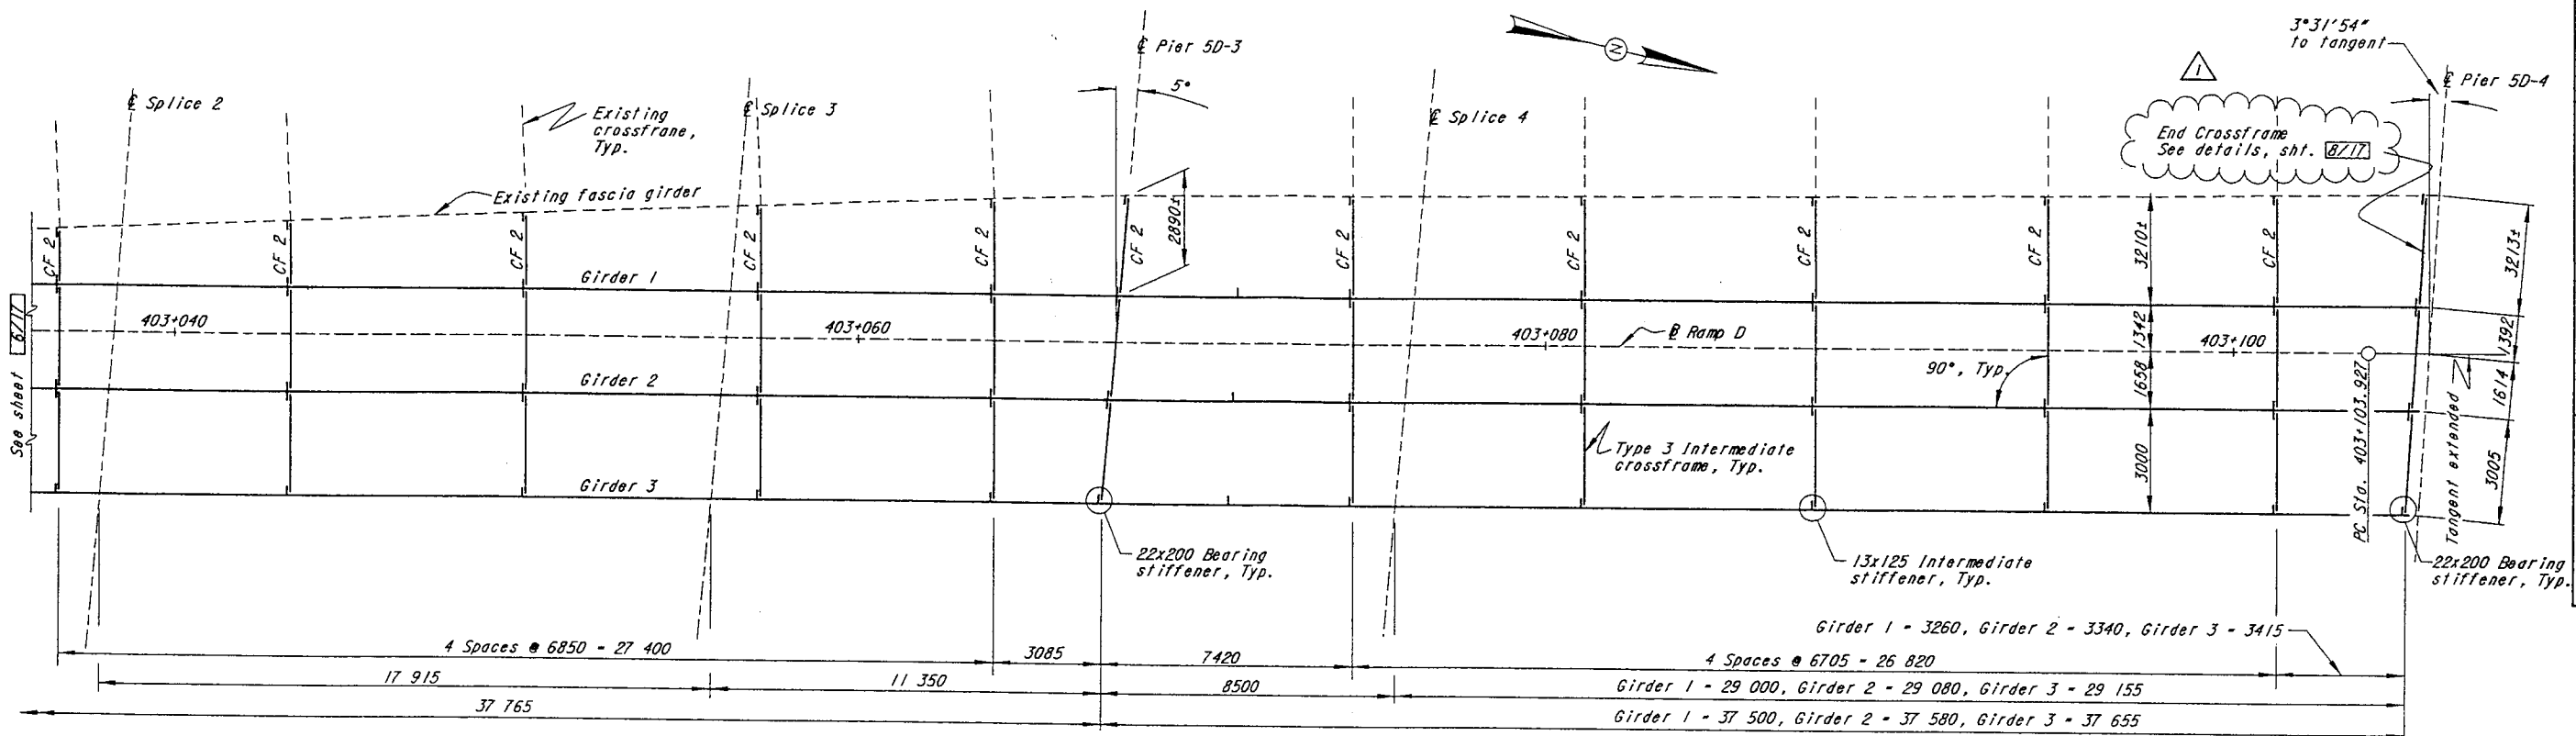 3°31'54"
to tangent
℄ Pier 5D-3
℄ Pier 5D-4
N
1
5°
℄ Splice 2
Existing
crossframe,
Typ.
℄ Splice 3
℄ Splice 4
End Crossframe
See details, sht. 8/17
Existing fascia girder
2890±
CF 2
CF 2
CF 2
CF 2
CF 2
CF 2
CF 2
CF 2
CF 2
CF 2
CF 2
3210±
3213±
Girder 1
See sheet 6/17
403+040
403+060
403+080
℄ Ramp D
403+100
1342
1392
90°, Typ.
1658
1614
Girder 2
PC Sta. 403+103.927
Tangent extended
Type 3 Intermediate
crossframe, Typ.
3000
3005
Girder 3
22x200 Bearing
stiffener, Typ.
13x125 Intermediate
stiffener, Typ.
22x200 Bearing
stiffener, Typ.
Girder 1 - 3260, Girder 2 - 3340, Girder 3 - 3415
4 Spaces @ 6850 = 27 400
3085
7420
4 Spaces @ 6705 = 26 820
17 915
11 350
8500
Girder 1 - 29 000, Girder 2 - 29 080, Girder 3 - 29 155
37 765
Girder 1 - 37 500, Girder 2 - 37 580, Girder 3 - 37 655